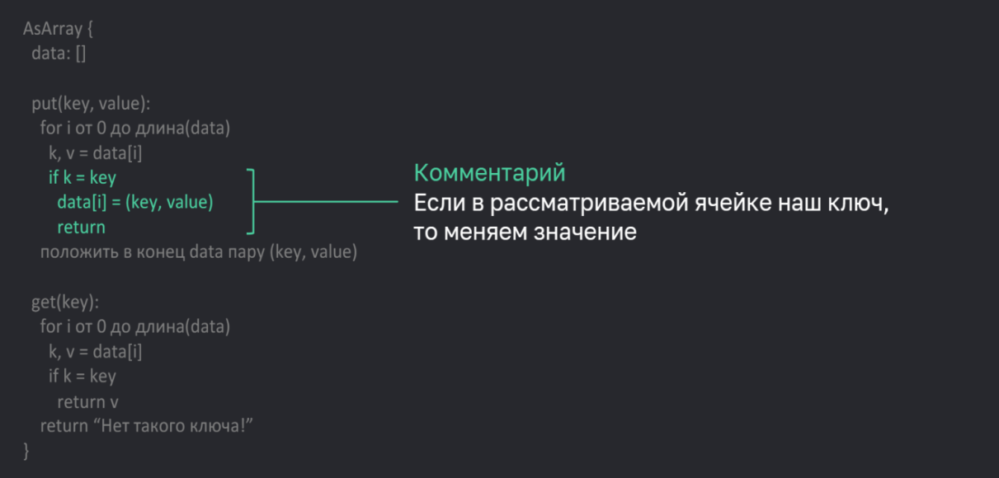 AsArray {
data: []
put(key, value):
for i от 0 до длина(data)
k, v = data[i]
if k = key
data[i] = (key, value)
return
положить в конец data пару (key, value)
get(key):
for i от 0 до длина(data)
k, v = data[i]
if k = key
return v
return “Нет такого ключа!”
}
Комментарий
Если в рассматриваемой ячейке наш ключ,
то меняем значение